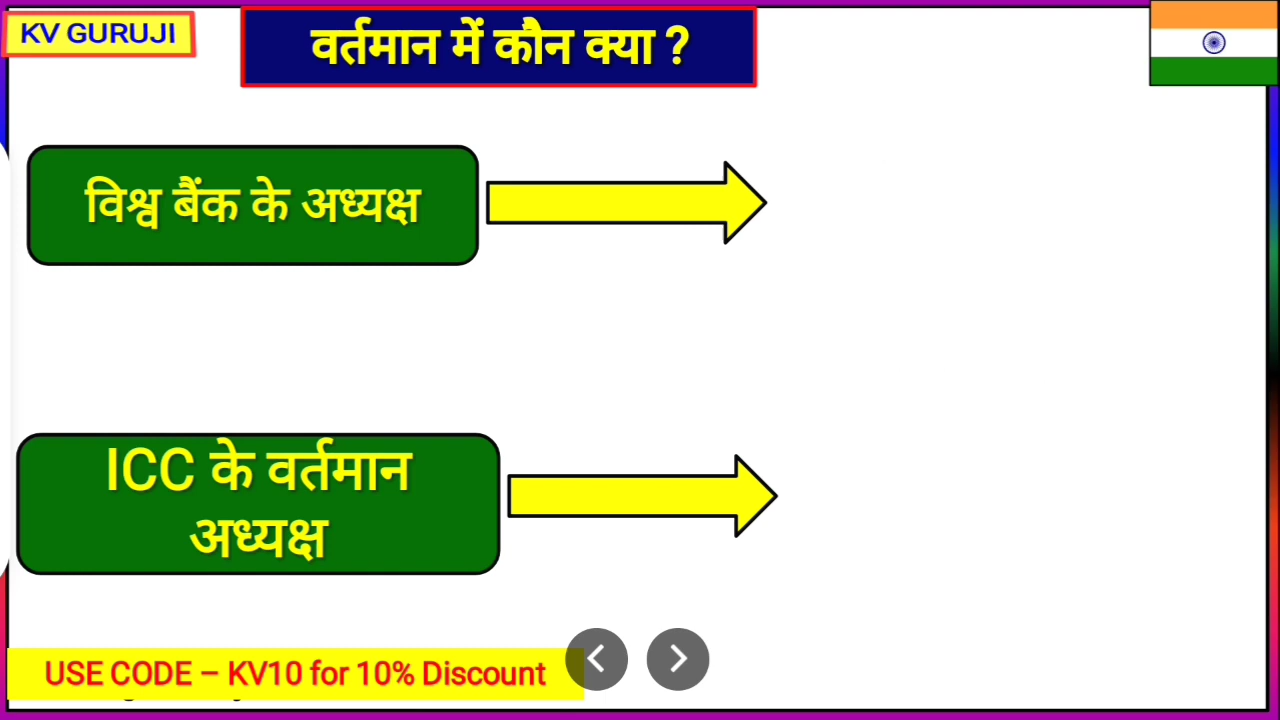 KV GURUJI
वर्तमान में कौन क्या ?
विश्व बैंक के अध्यक्ष
ICC के वर्तमान
अध्यक्ष
USE CODE – KV10 for 10% Discount